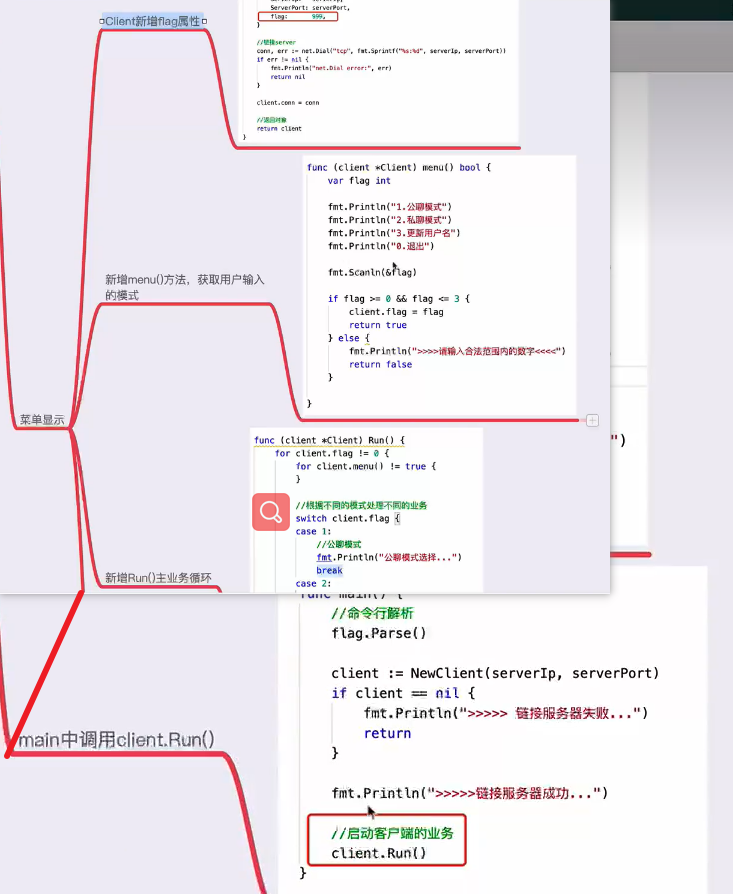 Client新增flag属性
ServerPort: serverPort,
flag: 999,
}
//链接server
conn, err := net.Dial("tcp", fmt.Sprintf("%s:%d", serverIp, serverPort))
if err != nil {
fmt.Println("net.Dial error:", err)
return nil
}
client.conn = conn
//返回对象
return client
}
新增menu()方法，获取用户输入
的模式
func (client *Client) menu() bool {
var flag int
fmt.Println("1.公聊模式")
fmt.Println("2.私聊模式")
fmt.Println("3.更新用户名")
fmt.Println("0.退出")
fmt.Scanln(&flag)
if flag >= 0 && flag <= 3 {
client.flag = flag
return true
} else {
fmt.Println(">>>>请输入合法范围内的数字<<<<")
return false
}
}
菜单显示
新增Run()主业务循环
func (client *Client) Run() {
for client.flag != 0 {
for client.menu() != true {
}
//根据不同的模式处理不同的业务
switch client.flag {
case 1:
//公聊模式
fmt.Println("公聊模式选择...")
break
case 2:
")
main中调用client.Run()
func main() {
//命令行解析
flag.Parse()
client := NewClient(serverIp, serverPort)
if client == nil {
fmt.Println(">>>>> 链接服务器失败...")
return
}
fmt.Println(">>>>>链接服务器成功...")
//启动客户端的业务
client.Run()
}